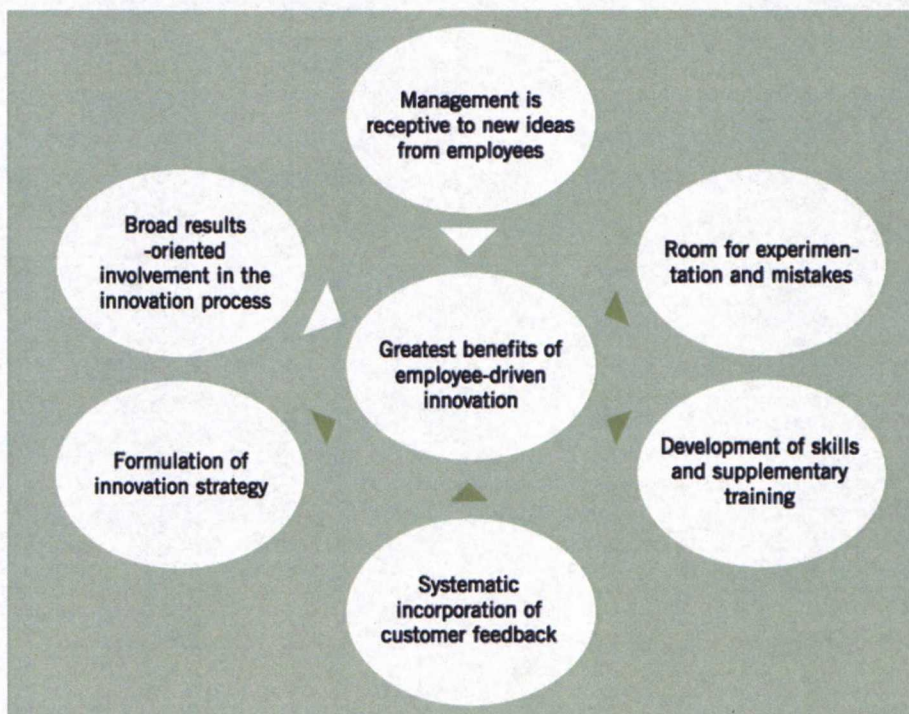 Management is
receptive to new ideas
from employees
Broad results
-oriented
involvement in the
innovation process
Room for experimen-
tation and mistakes
Greatest benefits of
employee-driven
innovation
Formulation of
innovation strategy
Development of skills
and supplementary
training
Systematic
incorporation of
customer feedback